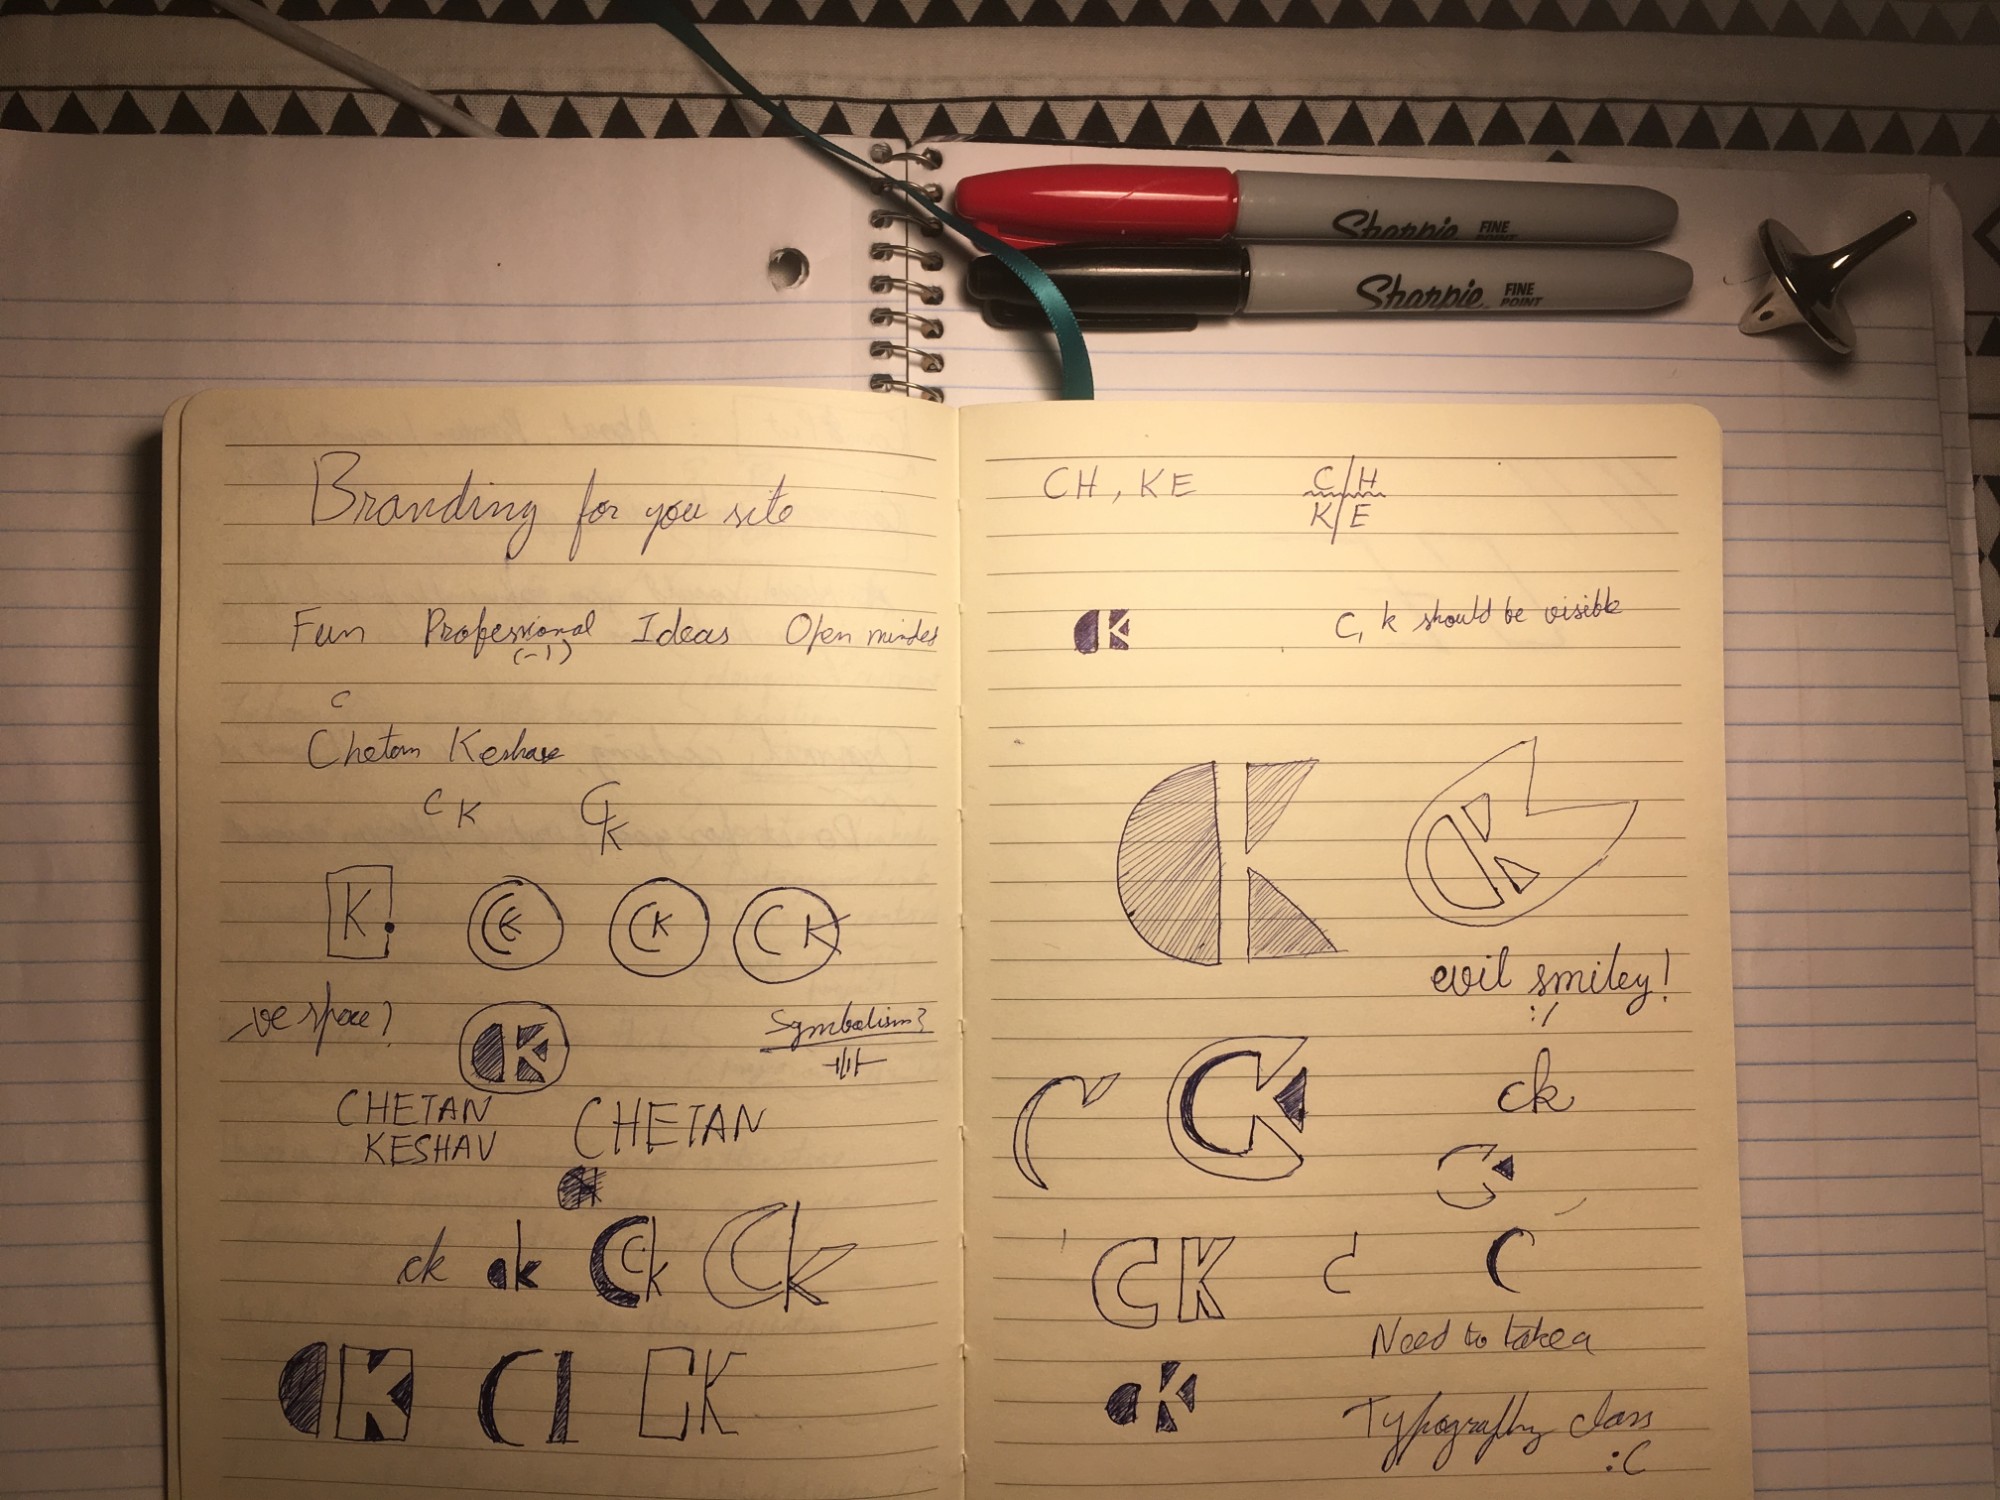 Sharpie FINE POINT
Sharpie FINE POINT
Branding for you site
Fun Professional Ideas Open minded
(-1)
C
Chetan Keshav
C K CK
K. CK CK CK
-ve space? CK Symbolism?
CHETAN
KESHAV
CHETAN
CK
ck ck Ck Ck
CK C| CK
CH, KE
C H
K E
CK C, k should be visible
CK CK
evil smiley!
:/
C CK ck
C
CK C C
Need to take a
CK Typography class
:C